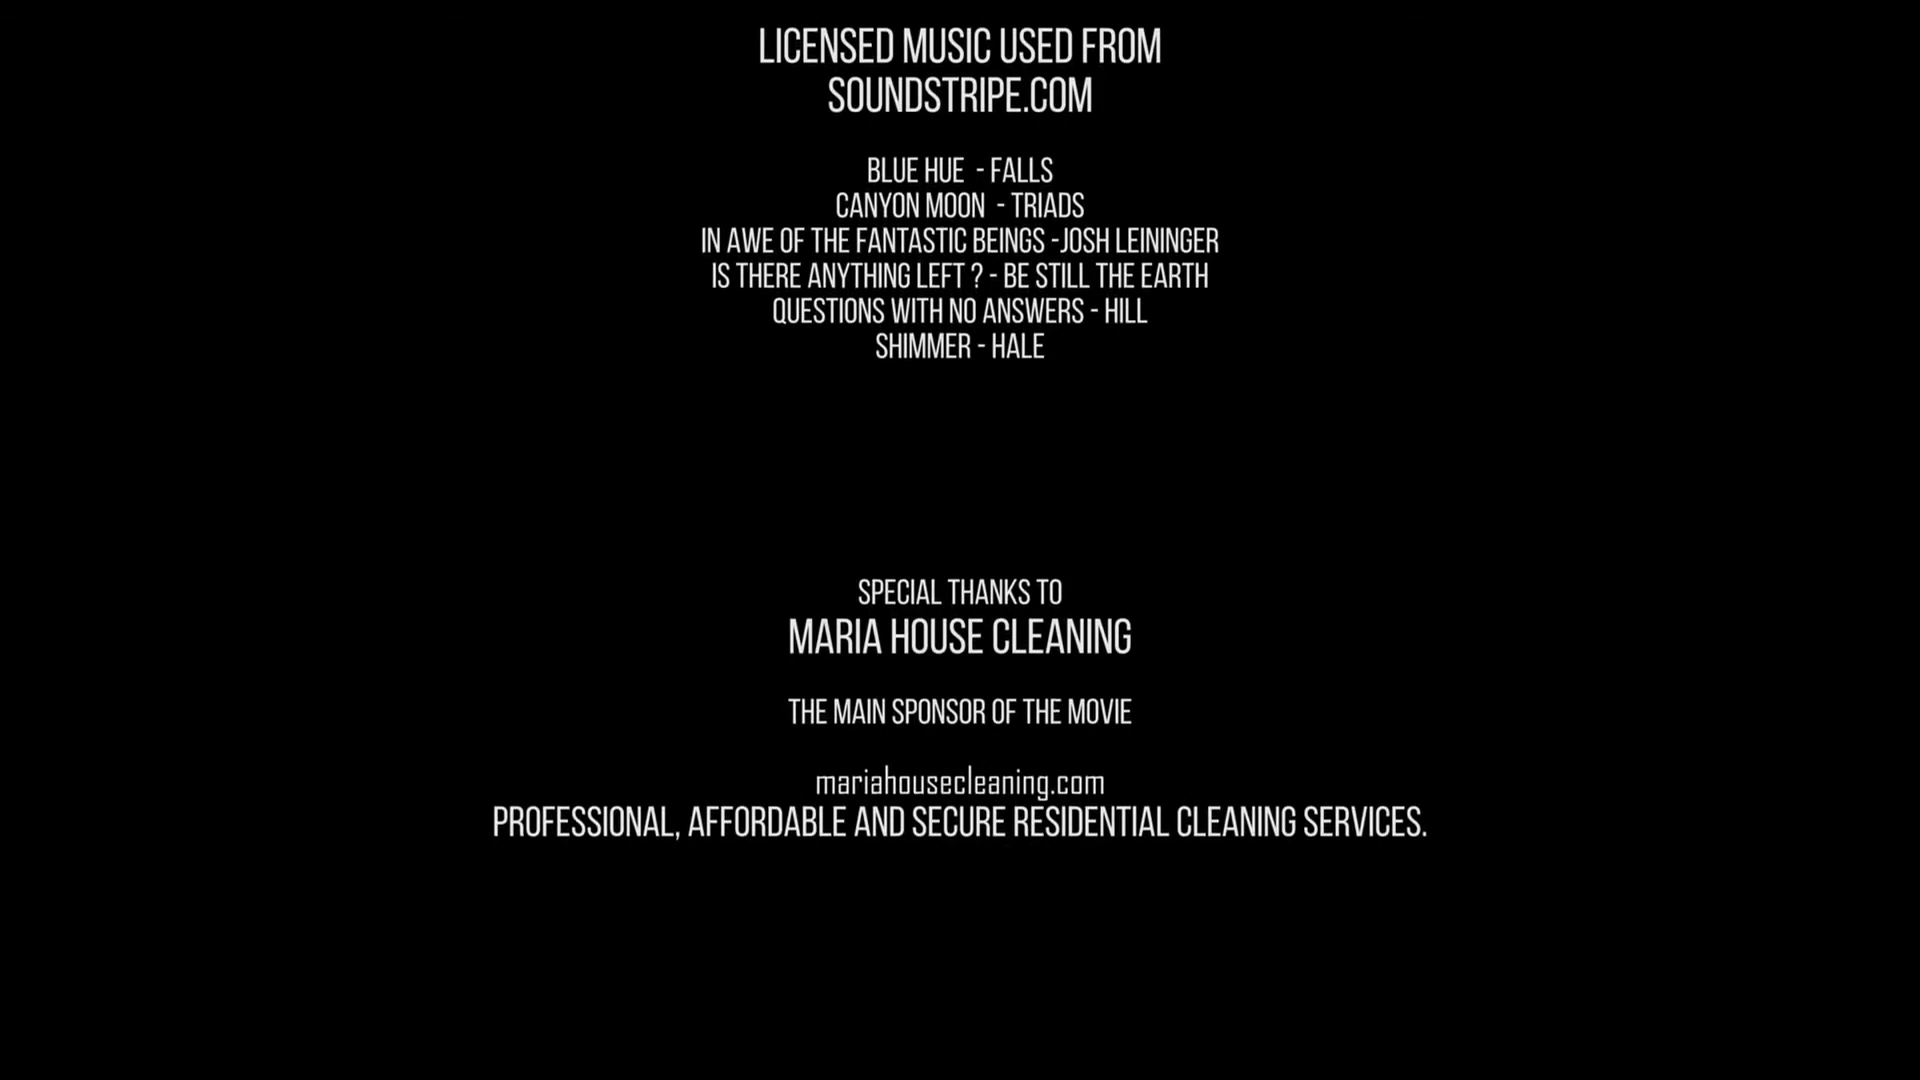 LICENSED MUSIC USED FROM
SOUNDSTRIPE.COM
BLUE HUE - FALLS
CANYON MOON - TRIADS
IN AWE OF THE FANTASTIC BEINGS -JOSH LEININGER
IS THERE ANYTHING LEFT ? - BE STILL THE EARTH
QUESTIONS WITH NO ANSWERS - HILL
SHIMMER - HALE
SPECIAL THANKS TO
MARIA HOUSE CLEANING
THE MAIN SPONSOR OF THE MOVIE
mariahousecleaning.com
PROFESSIONAL, AFFORDABLE AND SECURE RESIDENTIAL CLEANING SERVICES.